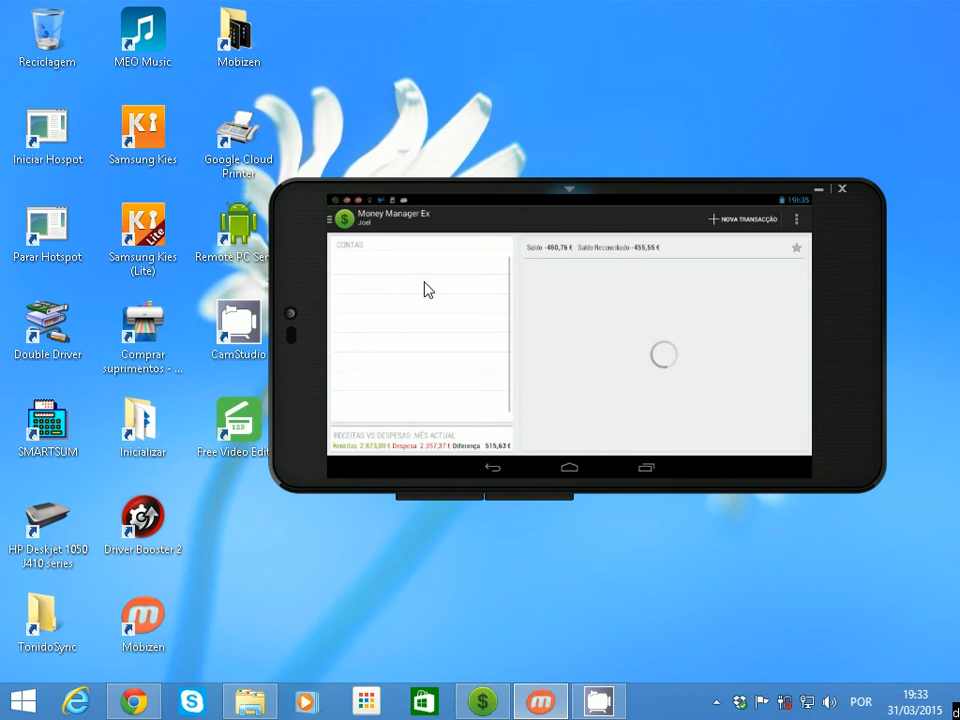 Reciclagem
MEO Music
Mobizen
Iniciar Hospot
Samsung Kies
Google Cloud
Printer
Parar Hotspot
Samsung Kies
(Lite)
Remote PC Ser
Double Driver
Comprar
suprimentos - ...
CamStudio
SMARTSUM
Inicializar
Free Video Edit
HP Deskjet 1050
J410 series
Driver Booster 2
TonidoSync
Mobizen
19:35
Money Manager Ex
Joel
NOVA TRANSACÇÃO
CONTAS
Saldo -460,76 € Saldo Reconciliado -455,55 €
RECEITAS VS DESPESAS: MÊS ACTUAL
Receitas 2 873,00 € Despesa 2 357,37 € Diferença 515,63 €
POR
19:33
31/03/2015